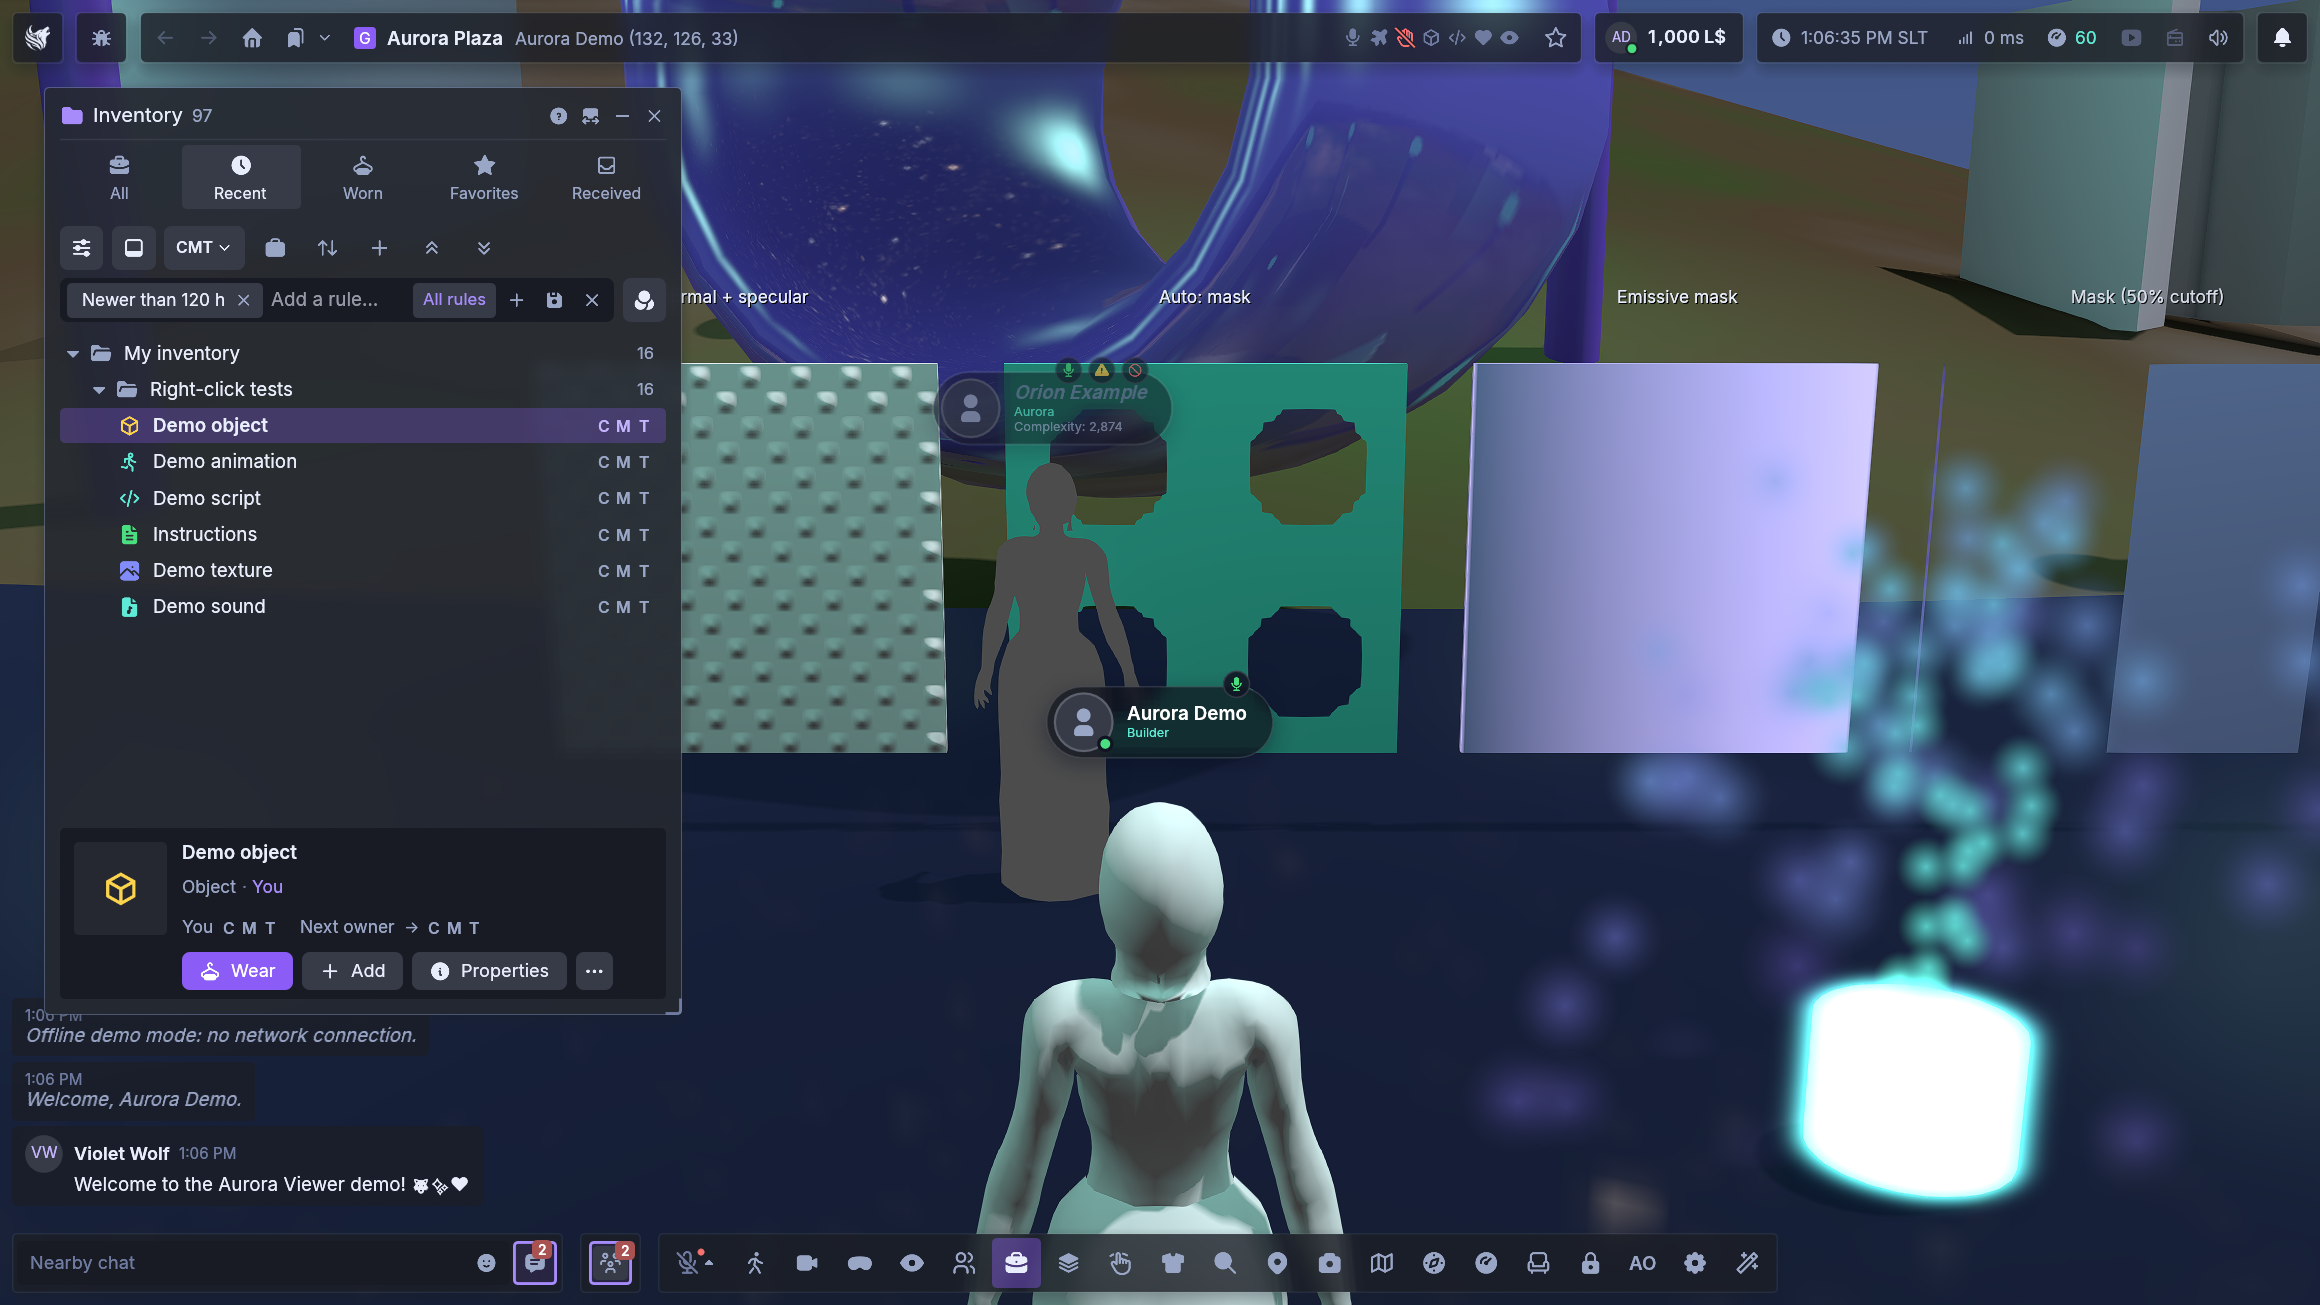 G Aurora Plaza Aurora Demo (132, 126, 33)
AD 1,000 L$
1:06:35 PM SLT 0 ms 60
Inventory 97
All Recent Worn Favorites Received
CMT
Newer than 120 h Add a rule... All rules
My inventory 16
Right-click tests 16
Demo object C M T
Demo animation C M T
Demo script C M T
Instructions C M T
Demo texture C M T
Demo sound C M T
Demo object
Object · You
You C M T Next owner → C M T
Wear Add Properties ...
rmal + specular
Auto: mask
Emissive mask
Mask (50% cutoff)
Orion Example
Aurora
Complexity: 2,874
Aurora Demo
Builder
1:06 PM
Offline demo mode: no network connection.
1:06 PM
Welcome, Aurora Demo.
VW Violet Wolf 1:06 PM
Welcome to the Aurora Viewer demo!
Nearby chat 2 2
AO